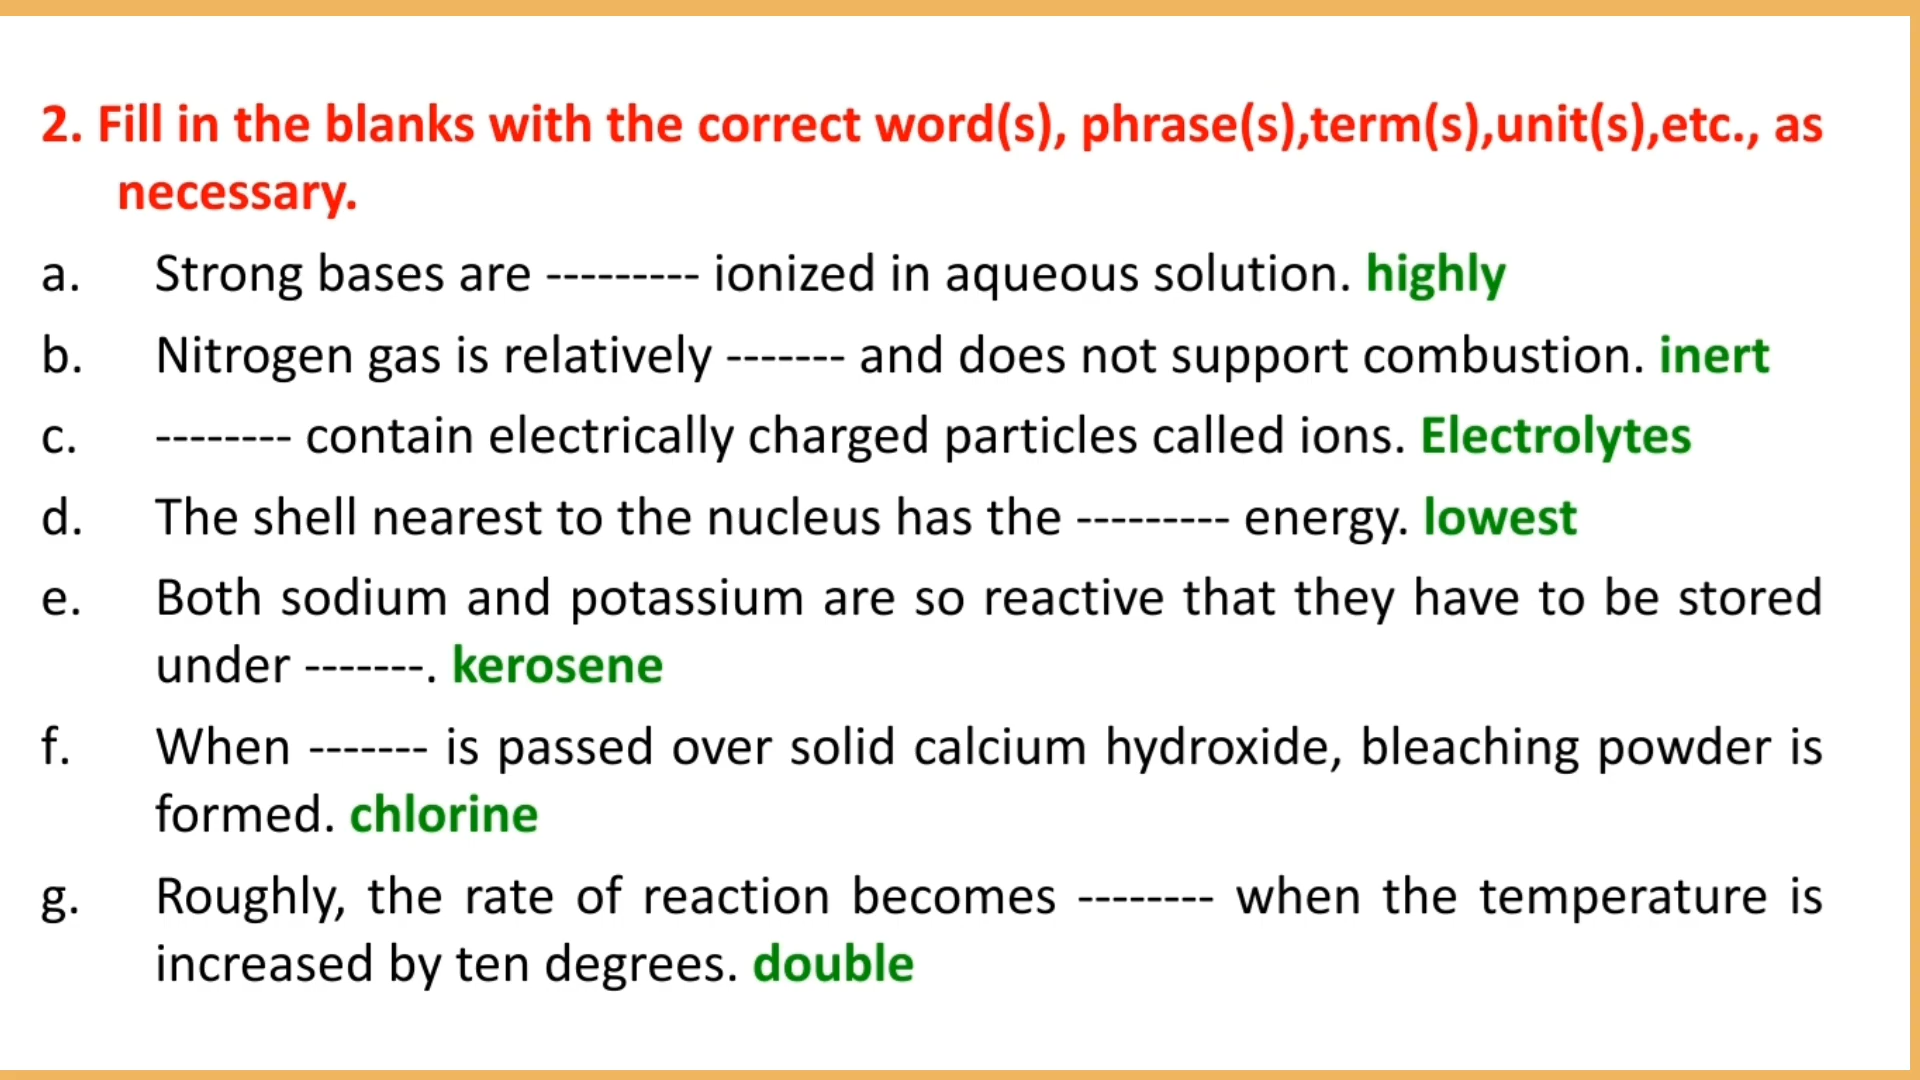 2. Fill in the blanks with the correct word(s), phrase(s),term(s),unit(s),etc., as
necessary.
a. Strong bases are --------- ionized in aqueous solution. highly
b. Nitrogen gas is relatively ------- and does not support combustion. inert
c. -------- contain electrically charged particles called ions. Electrolytes
d. The shell nearest to the nucleus has the --------- energy. lowest
e. Both sodium and potassium are so reactive that they have to be stored
under -------. kerosene
f. When ------- is passed over solid calcium hydroxide, bleaching powder is
formed. chlorine
g. Roughly, the rate of reaction becomes -------- when the temperature is
increased by ten degrees. double